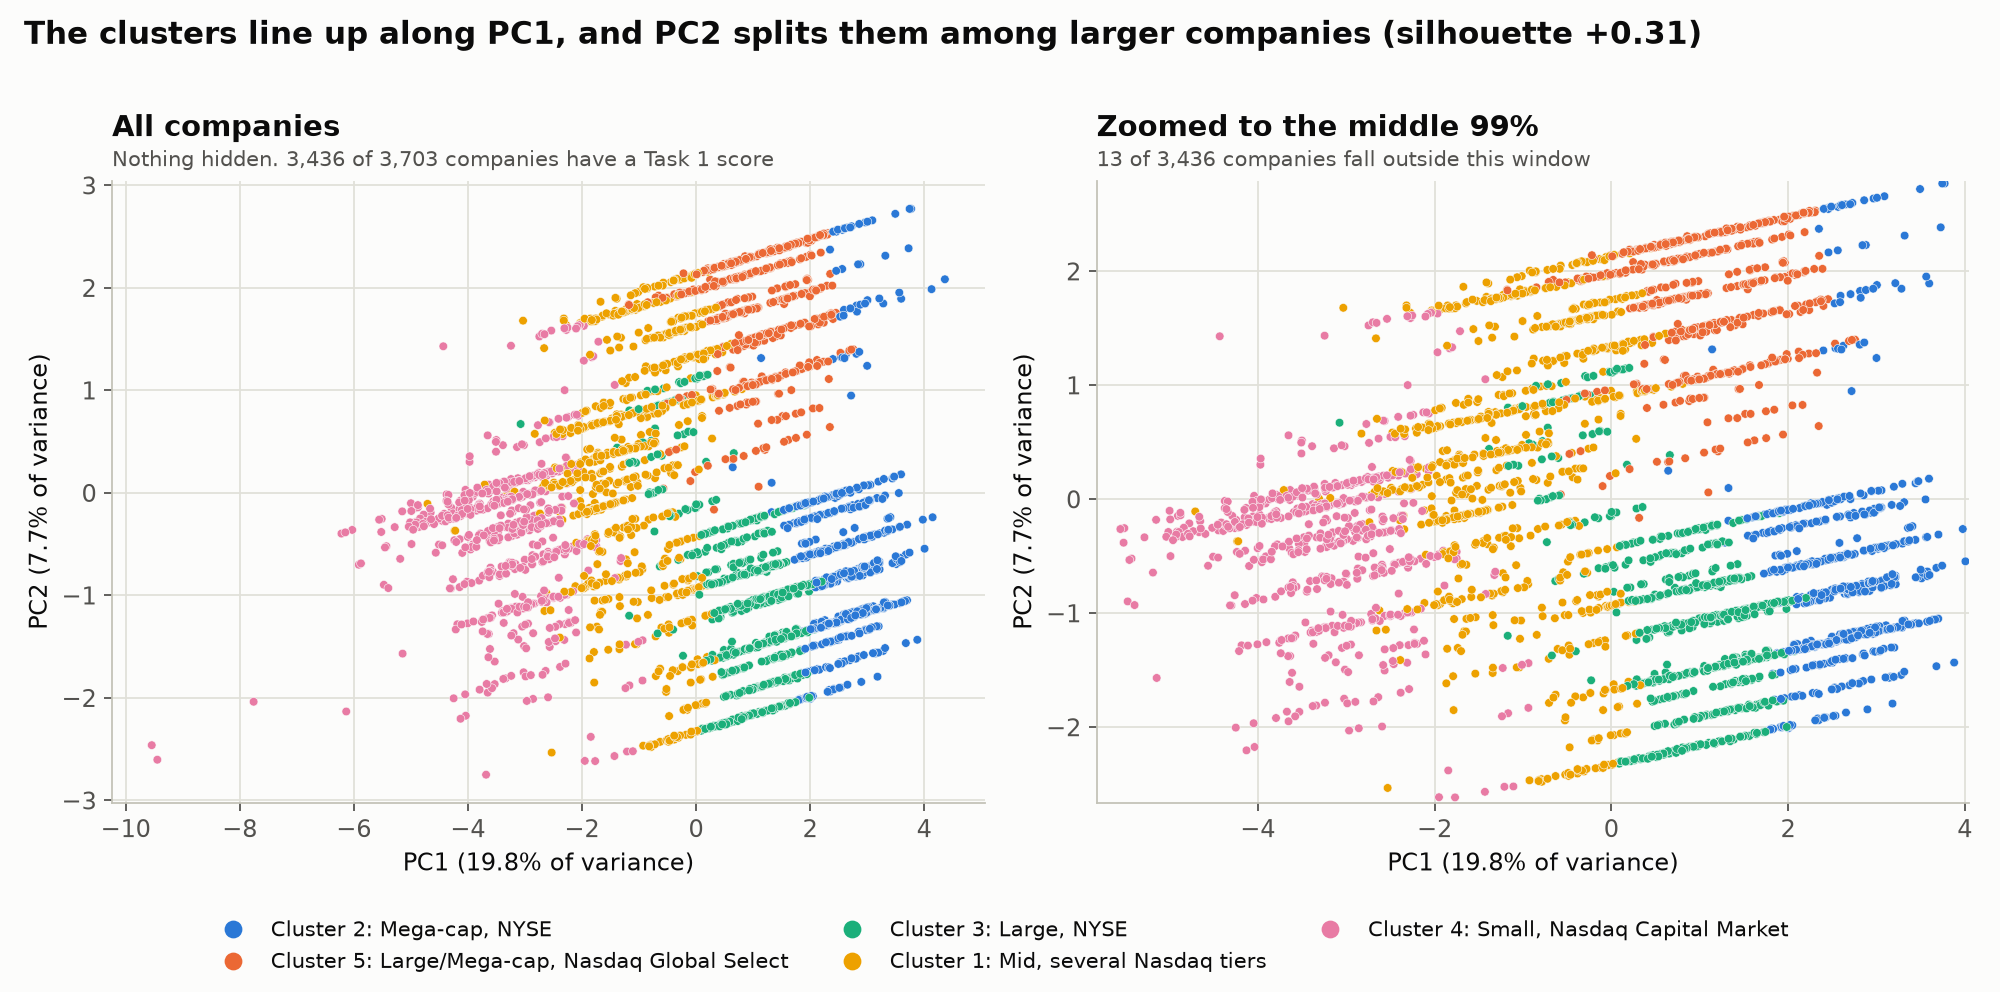 The clusters line up along PC1, and PC2 splits them among larger companies (silhouette +0.31)
All companies
Nothing hidden. 3,436 of 3,703 companies have a Task 1 score
3
2
1
0
−1
−2
−3
PC2 (7.7% of variance)
−10
−8
−6
−4
−2
0
2
4
PC1 (19.8% of variance)
Zoomed to the middle 99%
13 of 3,436 companies fall outside this window
2
1
0
−1
−2
PC2 (7.7% of variance)
−4
−2
0
2
4
PC1 (19.8% of variance)
Cluster 2: Mega-cap, NYSE
Cluster 5: Large/Mega-cap, Nasdaq Global Select
Cluster 3: Large, NYSE
Cluster 1: Mid, several Nasdaq tiers
Cluster 4: Small, Nasdaq Capital Market